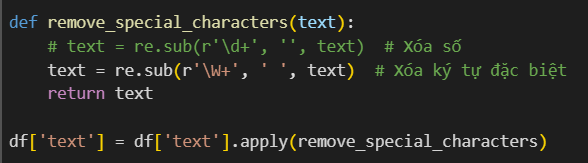 def remove_special_characters(text):
    # text = re.sub(r'\d+', '', text)  # Xóa số
    text = re.sub(r'\W+', ' ', text)  # Xóa ký tự đặc biệt
    return text

df['text'] = df['text'].apply(remove_special_characters)